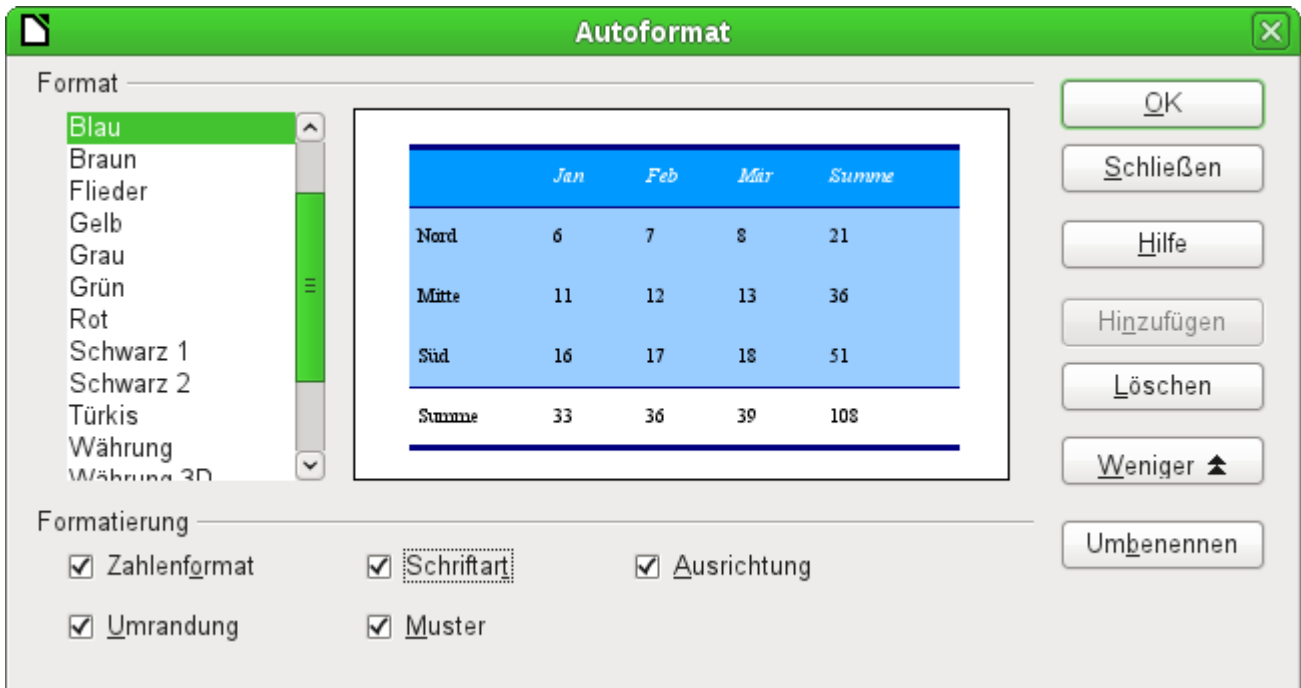 Autoformat
Format
Blau
Braun
Flieder
Gelb
Grau
Grün
Rot
Schwarz 1
Schwarz 2
Türkis
Währung
Währung 3D
Jan Feb Mär Summe
Nord 6 7 8 21
Mitte 11 12 13 36
Süd 16 17 18 51
Summe 33 36 39 108
OK
Schließen
Hilfe
Hinzufügen
Löschen
Weniger
Umbenennen
Formatierung
Zahlenformat Schriftart Ausrichtung
Umrandung Muster